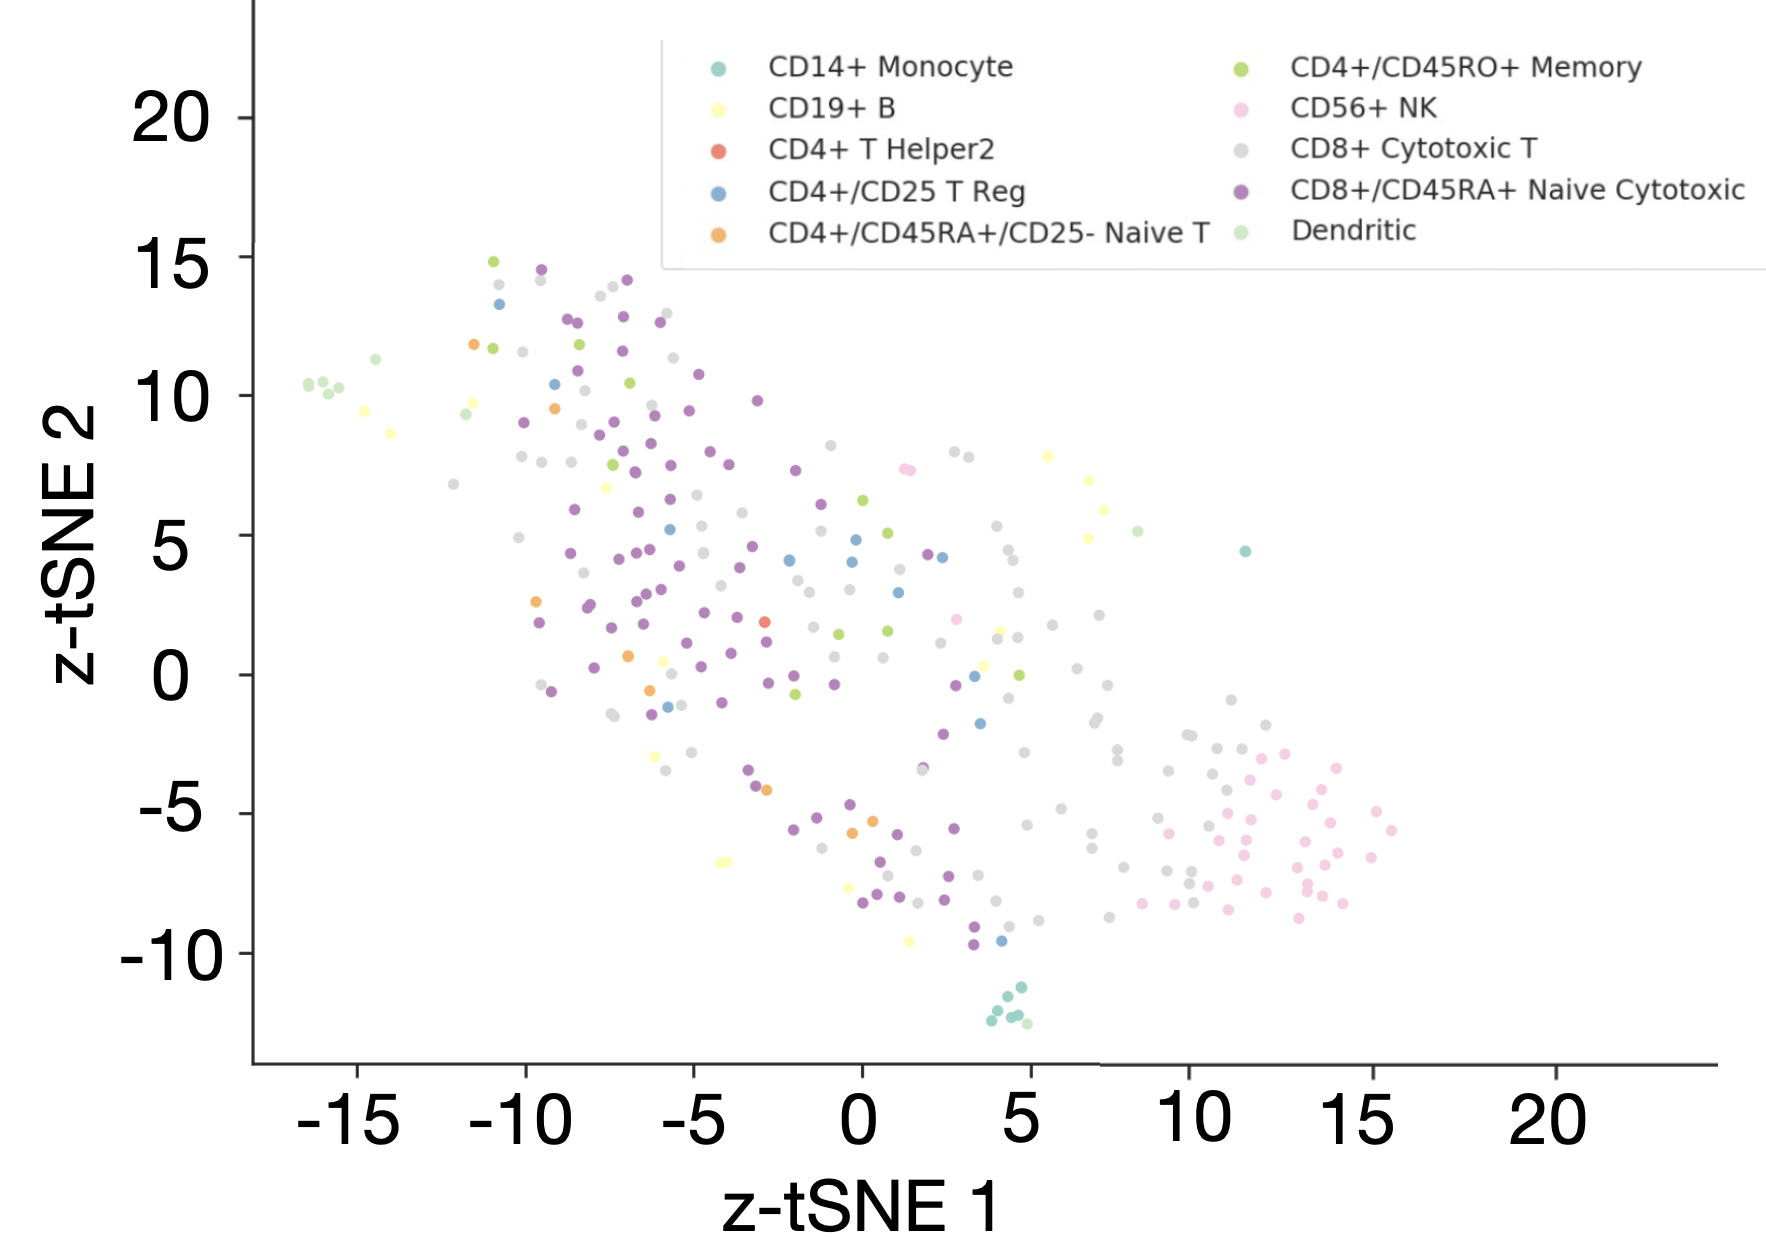 CD14+ Monocyte
CD19+ B
CD4+ T Helper2
CD4+/CD25 T Reg
CD4+/CD45RA+/CD25- Naive T
CD4+/CD45RO+ Memory
CD56+ NK
CD8+ Cytotoxic T
CD8+/CD45RA+ Naive Cytotoxic
Dendritic
20
15
10
5
0
-5
-10
z-tSNE 2
-15 -10 -5 0 5 10 15 20
z-tSNE 1